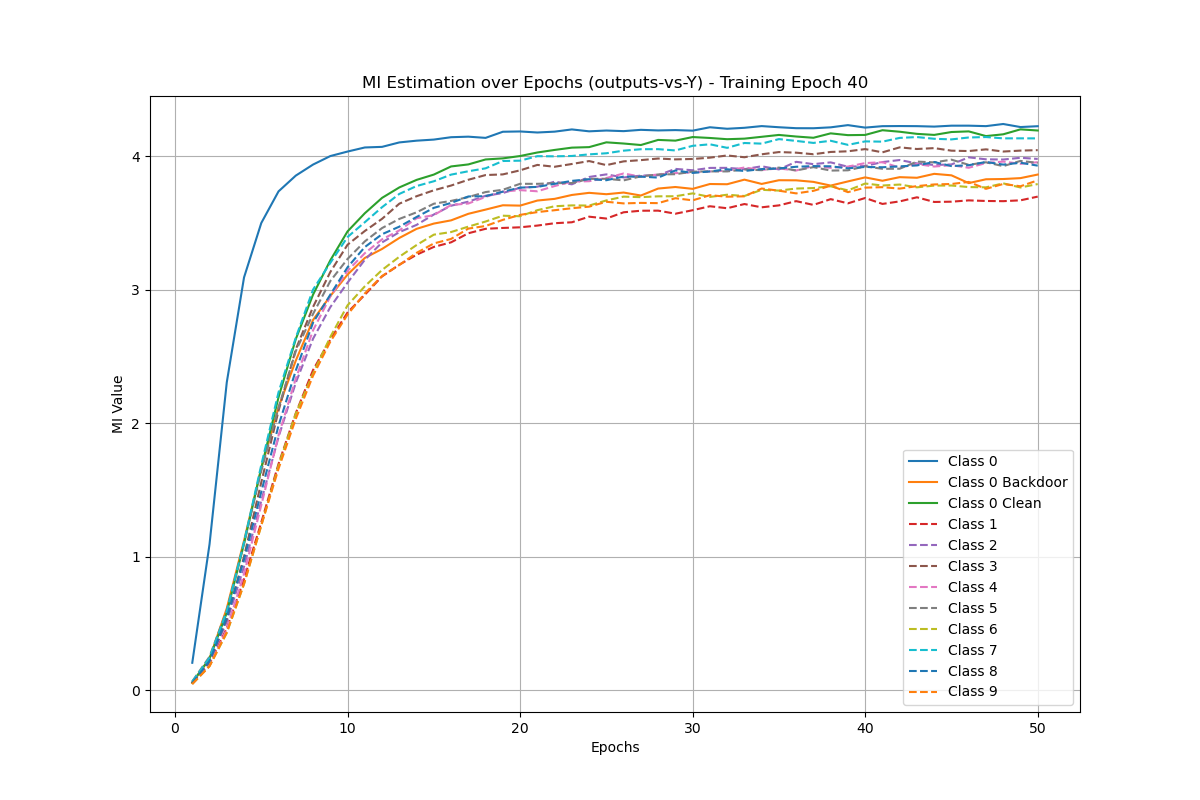 MI Estimation over Epochs (outputs-vs-Y) - Training Epoch 40
MI Value
4
3
2
1
0
0 10 20 30 40 50
Epochs
Class 0
Class 0 Backdoor
Class 0 Clean
Class 1
Class 2
Class 3
Class 4
Class 5
Class 6
Class 7
Class 8
Class 9